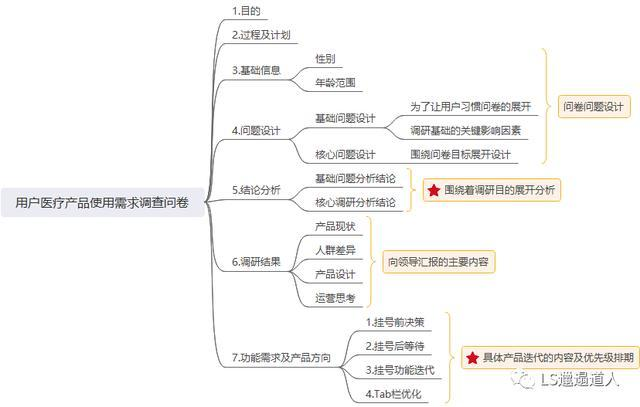 用户医疗产品使用需求调查问卷
1.目的
2.过程及计划
3.基础信息
性别
年龄范围
4.问题设计
基础问题设计
为了让用户习惯问卷的展开
调研基础的关键影响因素
核心问题设计
围绕问卷目标展开设计
问卷问题设计
5.结论分析
基础问题分析结论
核心调研分析结论
围绕着调研目的展开分析
6.调研结果
产品现状
人群差异
产品设计
运营思考
向领导汇报的主要内容
7.功能需求及产品方向
1.挂号前决策
2.挂号后等待
3.挂号功能迭代
4.Tab栏优化
具体产品迭代的内容及优先级排期
LS邋遢道人